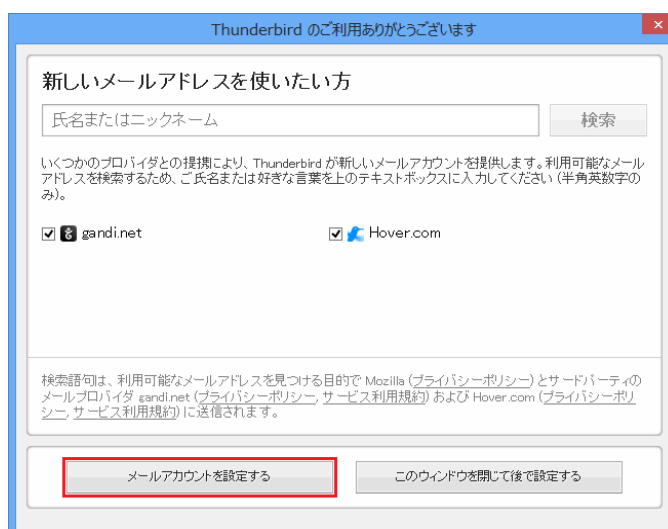 Thunderbird のご利用ありがとうございます
新しいメールアドレスを使いたい方
氏名またはニックネーム 検索
いくつかのプロバイダとの提携により、Thunderbird が新しいメールアカウントを提供します。利用可能なメール
アドレスを検索するため、ご氏名または好きな言葉を上のテキストボックスに入力してください (半角英数字の
み)。
gandi.net Hover.com
検索語句は、利用可能なメールアドレスを見つける目的で Mozilla (プライバシーポリシー) とサードパーティの
メールプロバイダ gandi.net (プライバシーポリシー, サービス利用規約) および Hover.com (プライバシーポリ
シー, サービス利用規約) に送信されます。
メールアカウントを設定する このウィンドウを閉じて後で設定する